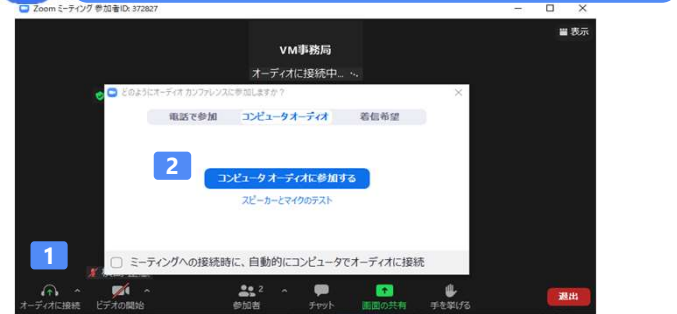 Zoom ミーティング 参加者ID: 372827
表示
VM事務局
オーディオに接続中...
どのようにオーディオ カンファレンスに参加しますか？
電話で参加 コンピュータ オーディオ 着信希望
2
コンピュータ オーディオに参加する
スピーカーとマイクのテスト
1
ミーティングへの接続時に、自動的にコンピュータでオーディオに接続
2
オーディオに接続 ビデオの開始 参加者 チャット 画面の共有 手を挙げる 退出